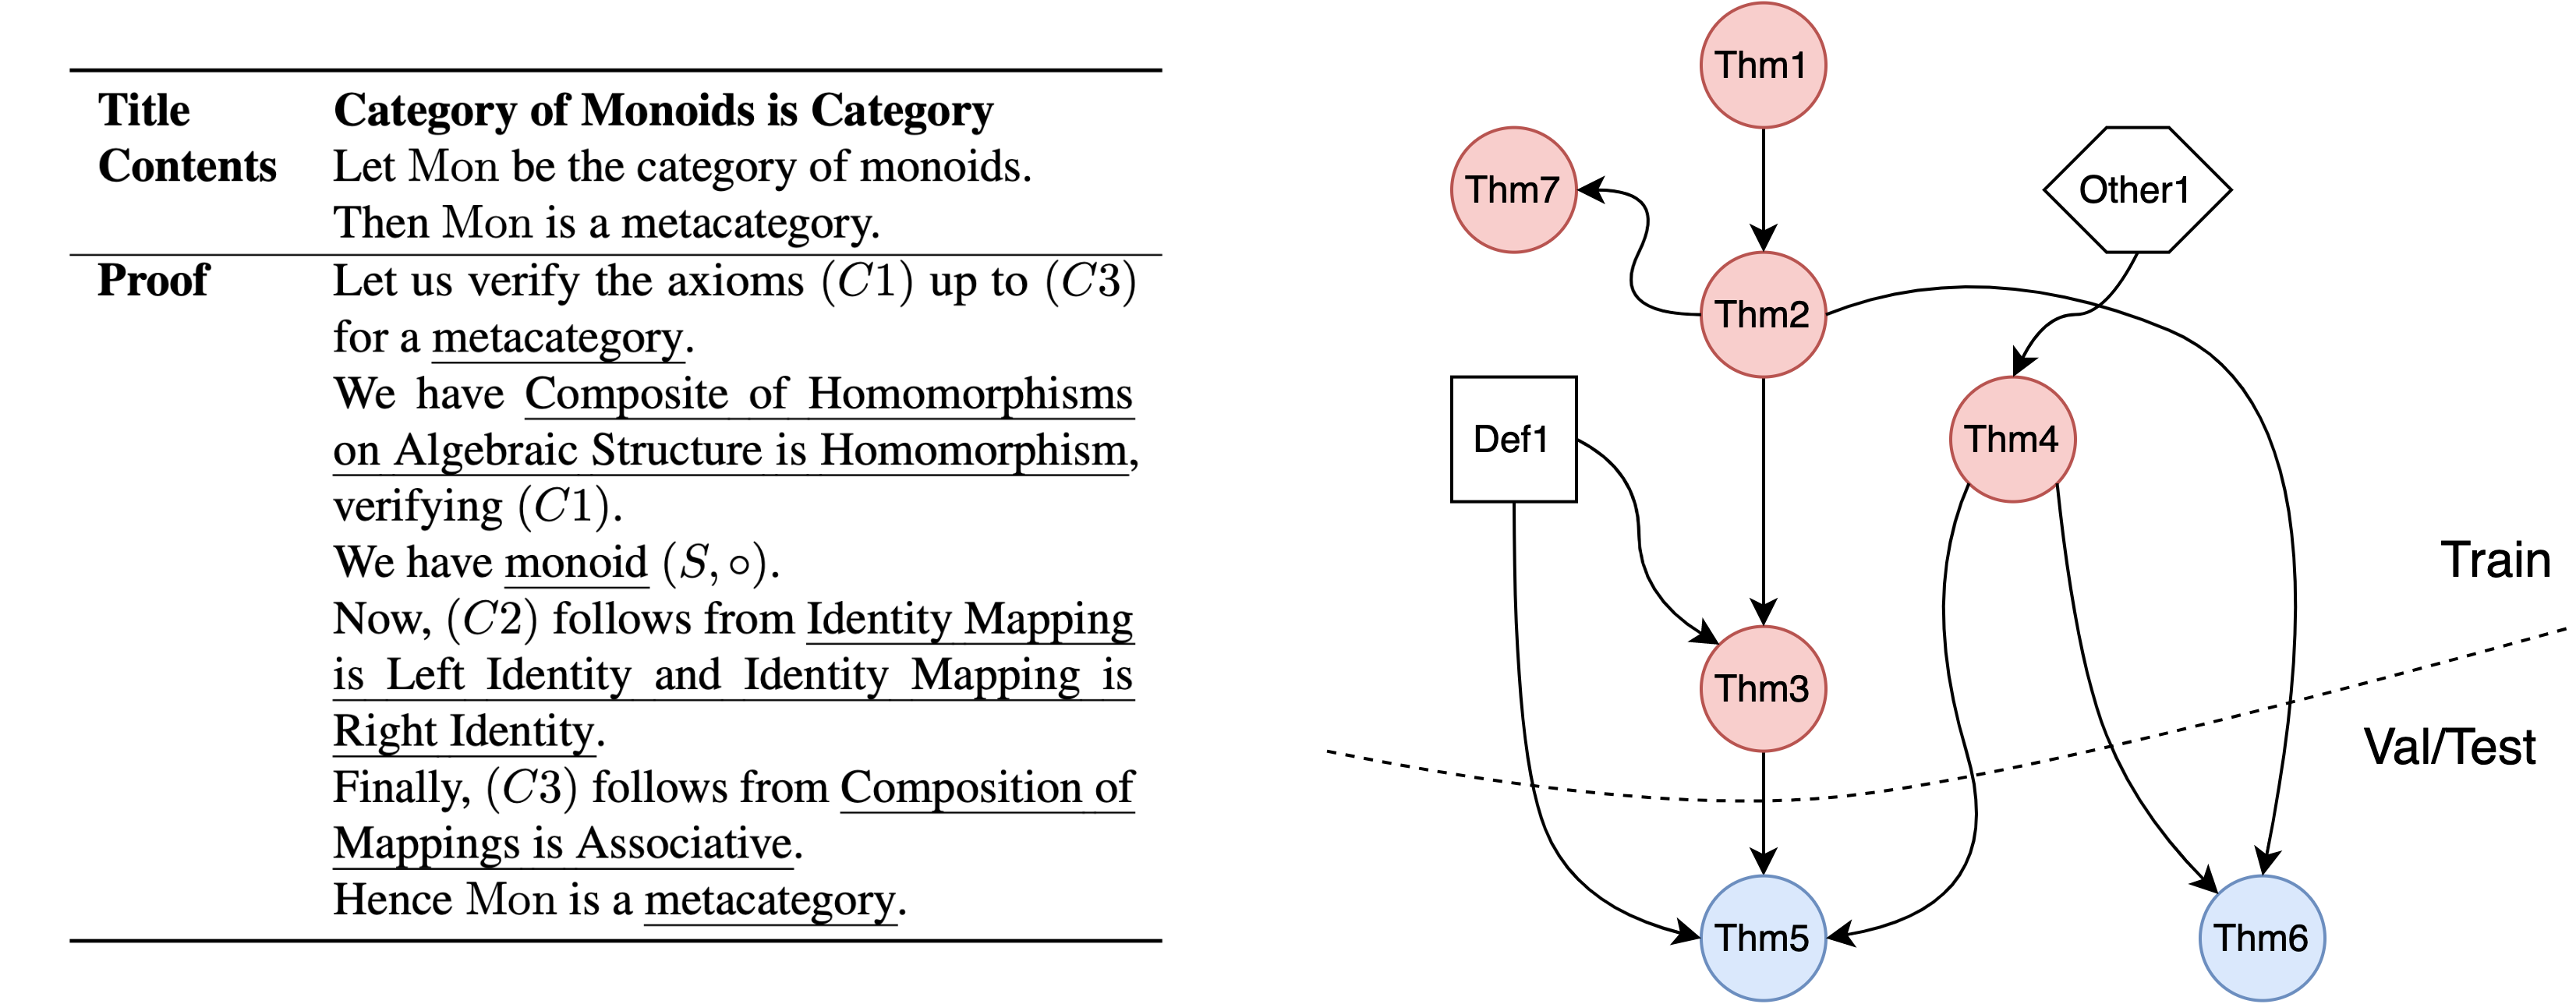 Title Category of Monoids is Category
Contents Let Mon be the category of monoids.
Then Mon is a metacategory.
Proof Let us verify the axioms (C1) up to (C3)
for a metacategory.
We have Composite of Homomorphisms
on Algebraic Structure is Homomorphism,
verifying (C1).
We have monoid (S, ∘).
Now, (C2) follows from Identity Mapping
is Left Identity and Identity Mapping is
Right Identity.
Finally, (C3) follows from Composition of
Mappings is Associative.
Hence Mon is a metacategory.
Thm1
Thm7
Other1
Thm2
Def1
Thm4
Train
Thm3
Val/Test
Thm5
Thm6